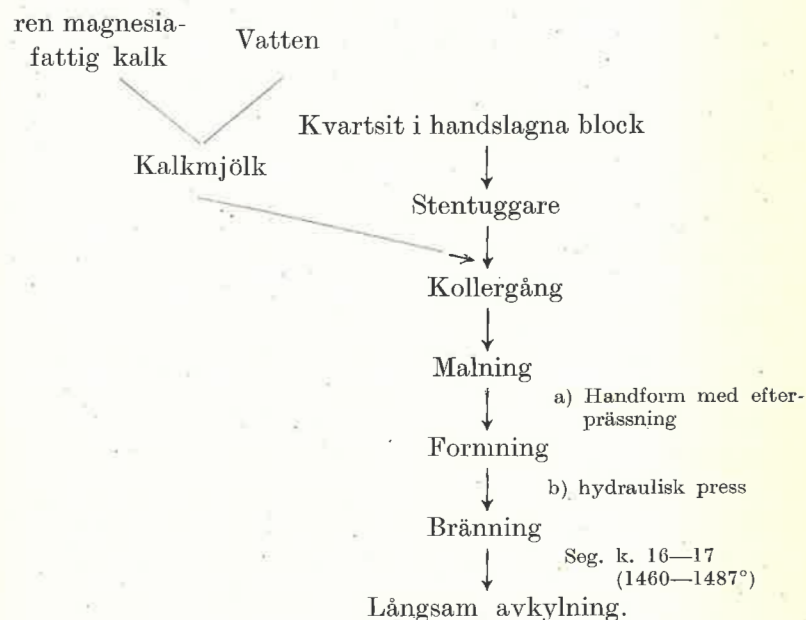 ren magnesia-
fattig kalk
Vatten
Kalkmjölk
Kvartsit i handslagna block
Stentuggare
Kollergång
Malning
a) Handform med efter-
prässning
Formning
b) hydraulisk press
Bränning
Seg. k. 16—17
(1460—1487°)
Långsam avkylning.